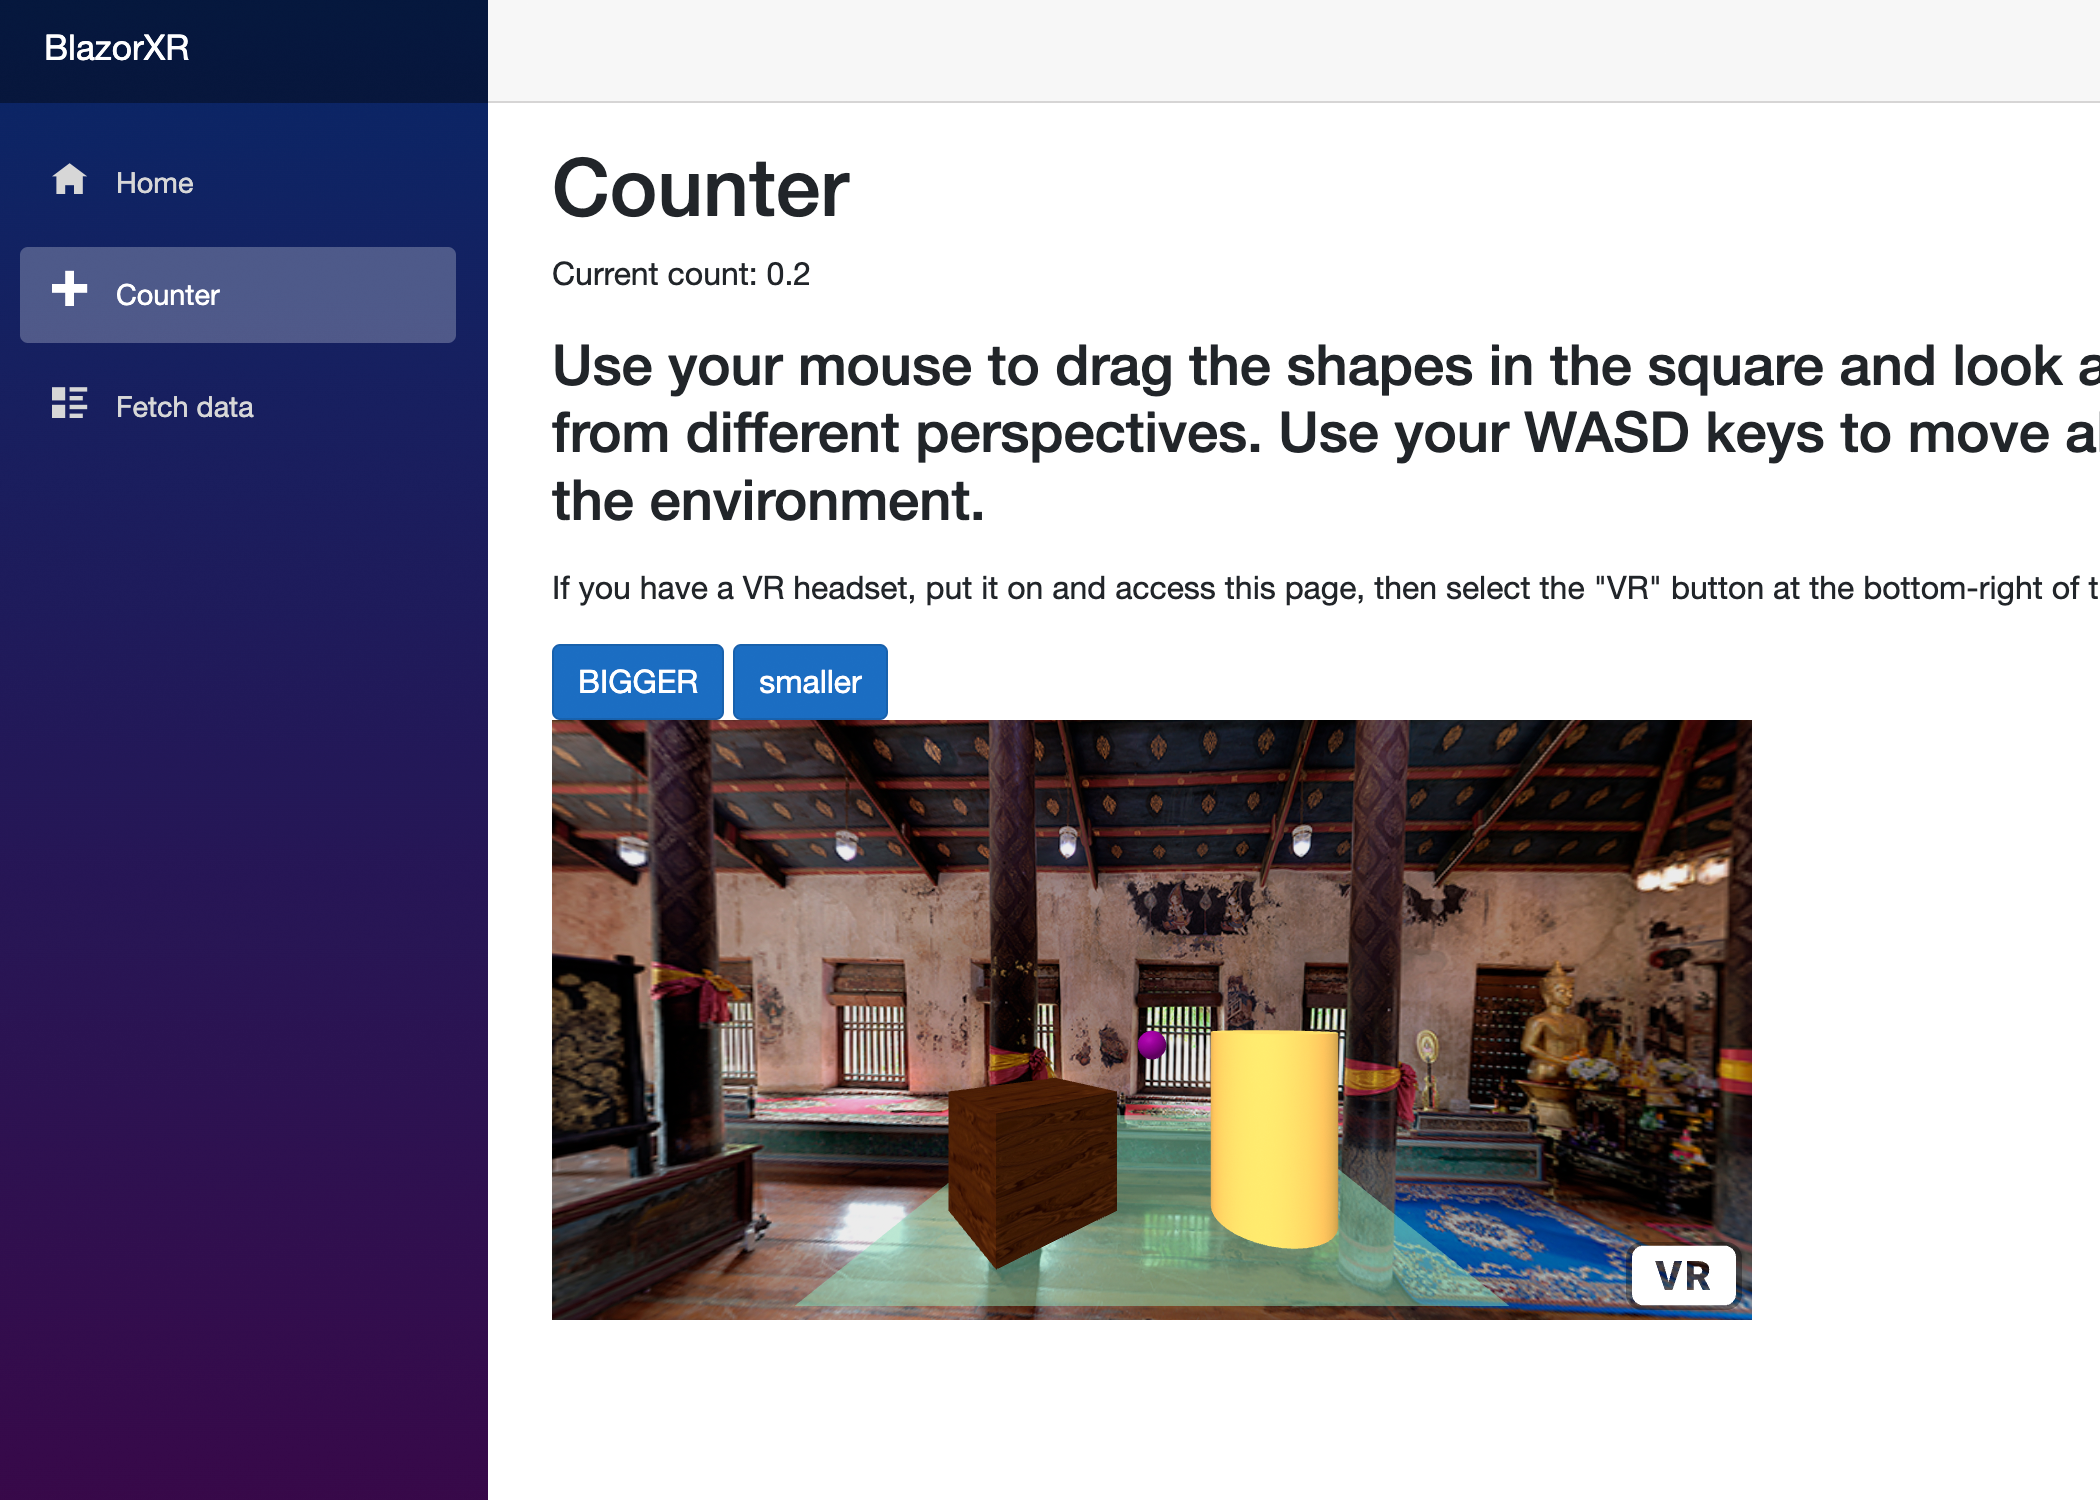 BlazorXR
Home
Counter
Fetch data
Counter
Current count: 0.2
Use your mouse to drag the shapes in the square and look
from different perspectives. Use your WASD keys to move
the environment.
If you have a VR headset, put it on and access this page, then select the "VR" button at the bottom-right of
BIGGER smaller
VR